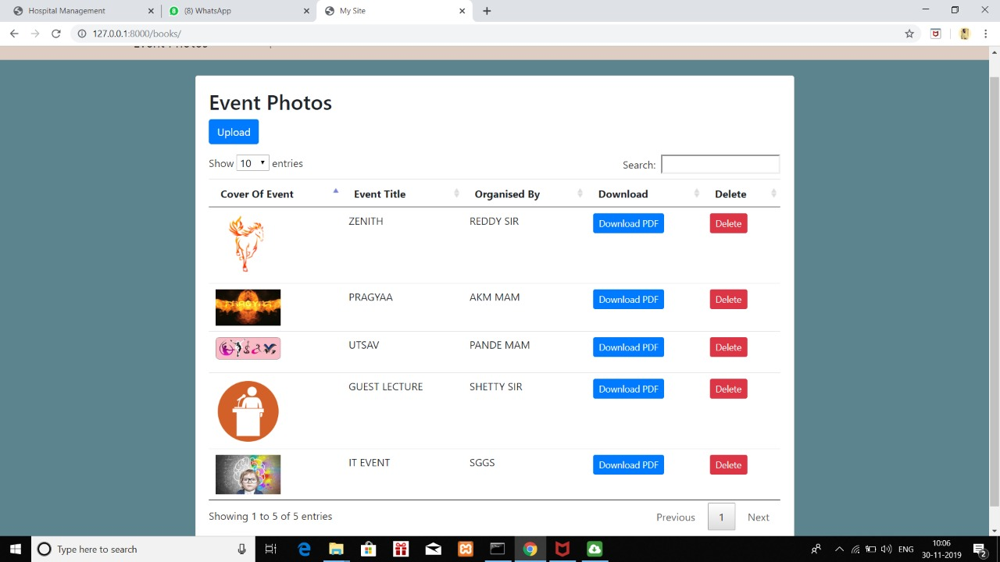 Hospital Management
(8) WhatsApp
My Site
127.0.0.1:8000/books/
Event Photos
Event Photos
Upload
Show 10 entries
Search:
Cover Of Event Event Title Organised By Download Delete
ZENITH REDDY SIR Download PDF Delete
PRAGYAA AKM MAM Download PDF Delete
UTSAV PANDE MAM Download PDF Delete
GUEST LECTURE SHETTY SIR Download PDF Delete
IT EVENT SGGS Download PDF Delete
Showing 1 to 5 of 5 entries
Previous 1 Next
Type here to search
ENG
10:06
30-11-2019
2